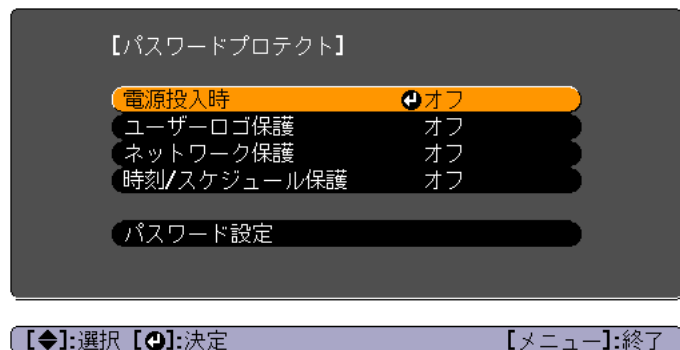 【パスワードプロテクト】
電源投入時 オフ
ユーザーロゴ保護 オフ
ネットワーク保護 オフ
時刻/スケジュール保護 オフ
パスワード設定
【◆】:選択 【↵】:決定 【メニュー】:終了